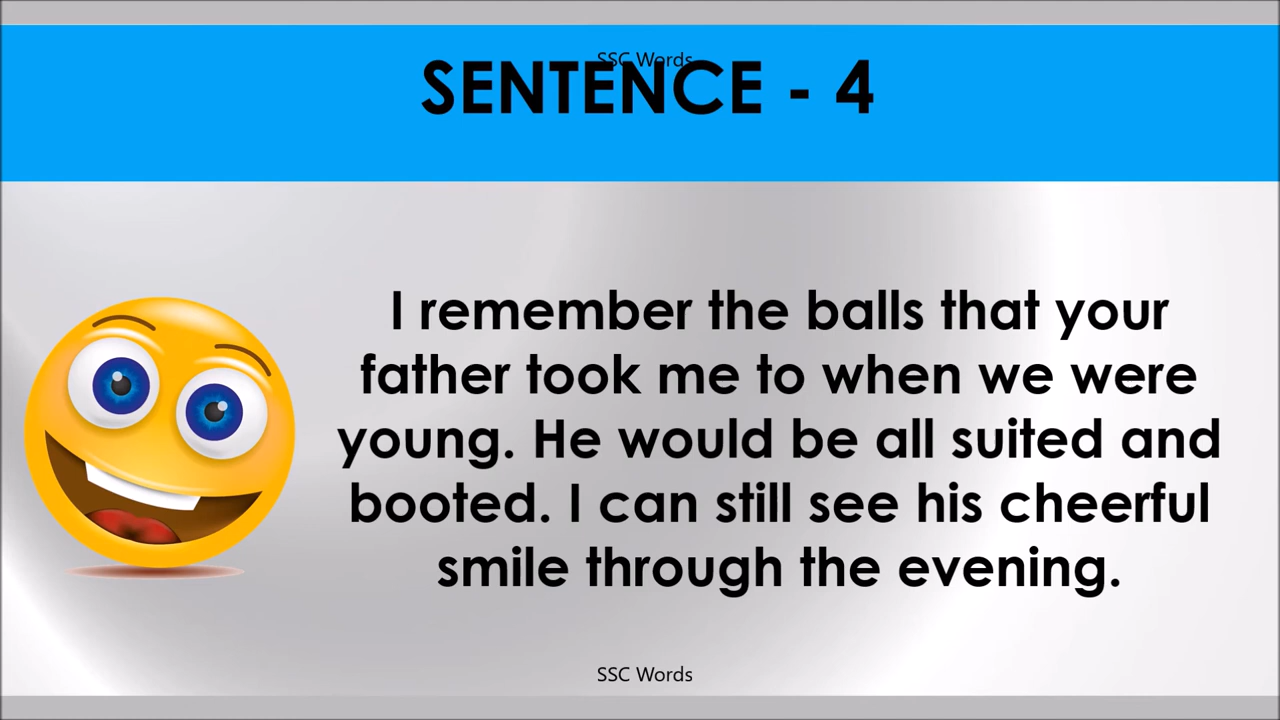 SSC Words
SENTENCE - 4
I remember the balls that your
father took me to when we were
young. He would be all suited and
booted. I can still see his cheerful
smile through the evening.
SSC Words